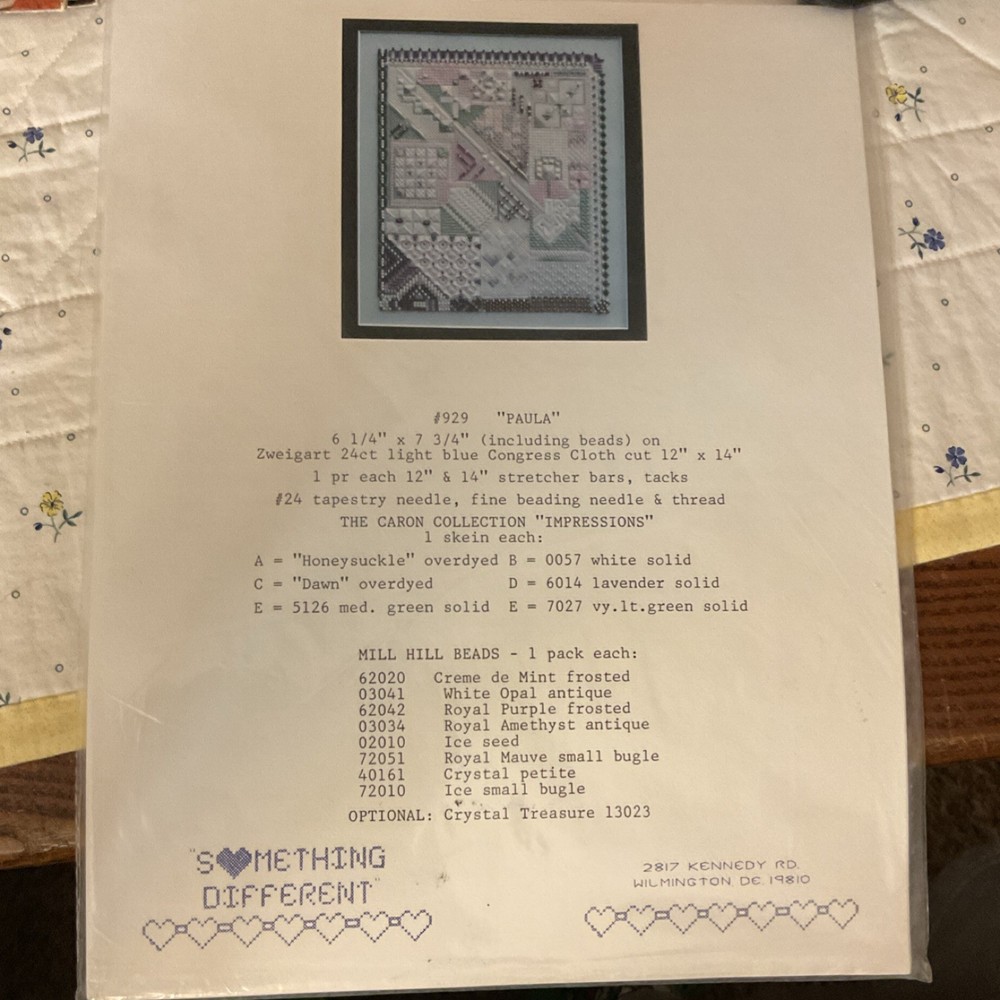 #929 "PAULA"
6 1/4" x 7 3/4" (including beads) on
Zweigart 24ct light blue Congress Cloth cut 12" x 14"
1 pr each 12" & 14" stretcher bars, tacks
#24 tapestry needle, fine beading needle & thread
THE CARON COLLECTION "IMPRESSIONS"
1 skein each:
A = "Honeysuckle" overdyed B = 0057 white solid
C = "Dawn" overdyed D = 6014 lavender solid
E = 5126 med. green solid E = 7027 vy.lt.green solid
MILL HILL BEADS - 1 pack each:
62020 Creme de Mint frosted
03041 White Opal antique
62042 Royal Purple frosted
03034 Royal Amethyst antique
02010 Ice seed
72051 Royal Mauve small bugle
40161 Crystal petite
72010 Ice small bugle
OPTIONAL: Crystal Treasure 13023
"S♥METHING
DIFFERENT"
2817 KENNEDY RD.
WILMINGTON, DE. 19810